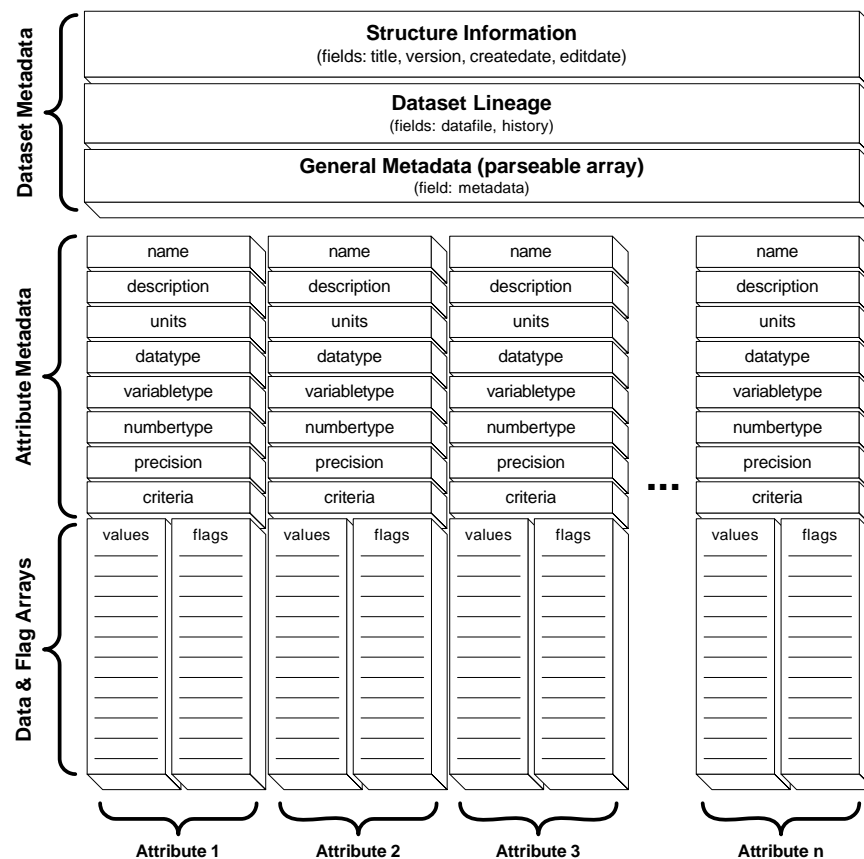 Dataset Metadata
Structure Information
(fields: title, version, createdate, editdate)
Dataset Lineage
(fields: datafile, history)
General Metadata (parseable array)
(field: metadata)
Attribute Metadata
name name name name
description description description description
units units units units
datatype datatype datatype datatype
variabletype variabletype variabletype variabletype
numbertype numbertype numbertype numbertype
precision precision precision ... precision
criteria criteria criteria criteria
Data & Flag Arrays
values flags values flags values flags values flags
Attribute 1 Attribute 2 Attribute 3 Attribute n